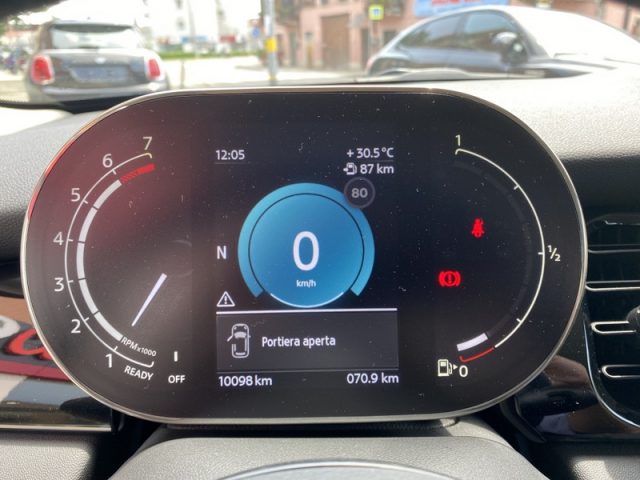 12:05
+ 30.5 °C
87 km
80
7
6
5
4
3
2
1
RPM x1000
READY
OFF
N
0
km/h
Portiera aperta
10098 km
070.9 km
1
½
0